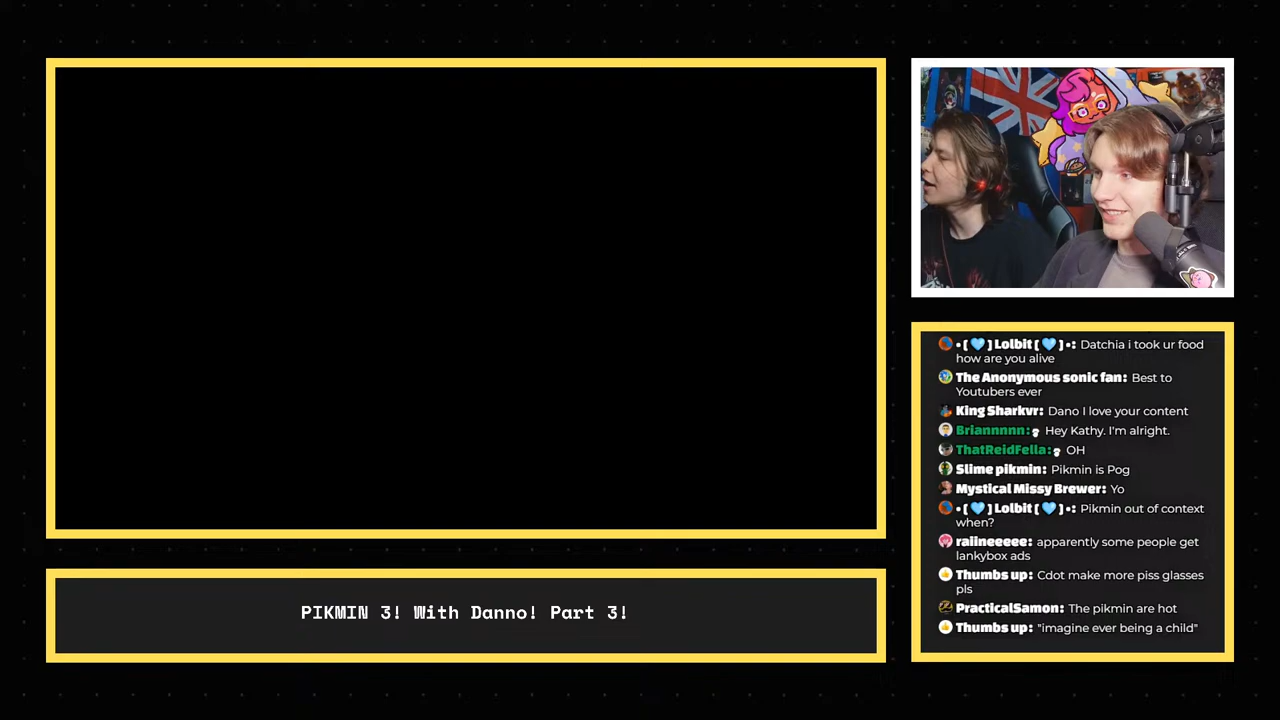 • [ 💙 ] Lolbit [ 💙 ] •: Datchia i took ur food
how are you alive
The Anonymous sonic fan: Best to
Youtubers ever
King Sharkvr: Dano I love your content
Briannnnn: Hey Kathy. I'm alright.
ThatReidFella: OH
Slime pikmin: Pikmin is Pog
Mystical Missy Brewer: Yo
• [ 💙 ] Lolbit [ 💙 ] •: Pikmin out of context
when?
raiineeeee: apparently some people get
lankybox ads
Thumbs up: Cdot make more piss glasses
pls
PracticalSamon: The pikmin are hot
Thumbs up: "imagine ever being a child"
PIKMIN 3! With Danno! Part 3!